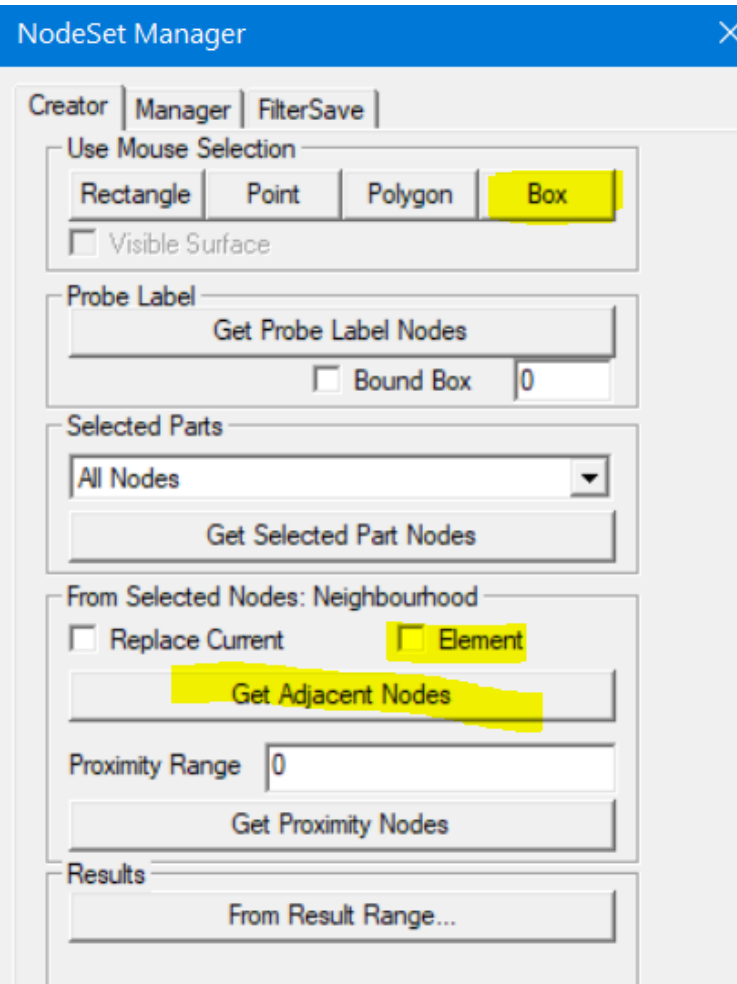 NodeSet Manager
Creator Manager FilterSave
Use Mouse Selection
Rectangle Point Polygon Box
Visible Surface
Probe Label
Get Probe Label Nodes
Bound Box 0
Selected Parts
All Nodes
Get Selected Part Nodes
From Selected Nodes: Neighbourhood
Replace Current Element
Get Adjacent Nodes
Proximity Range 0
Get Proximity Nodes
Results
From Result Range...